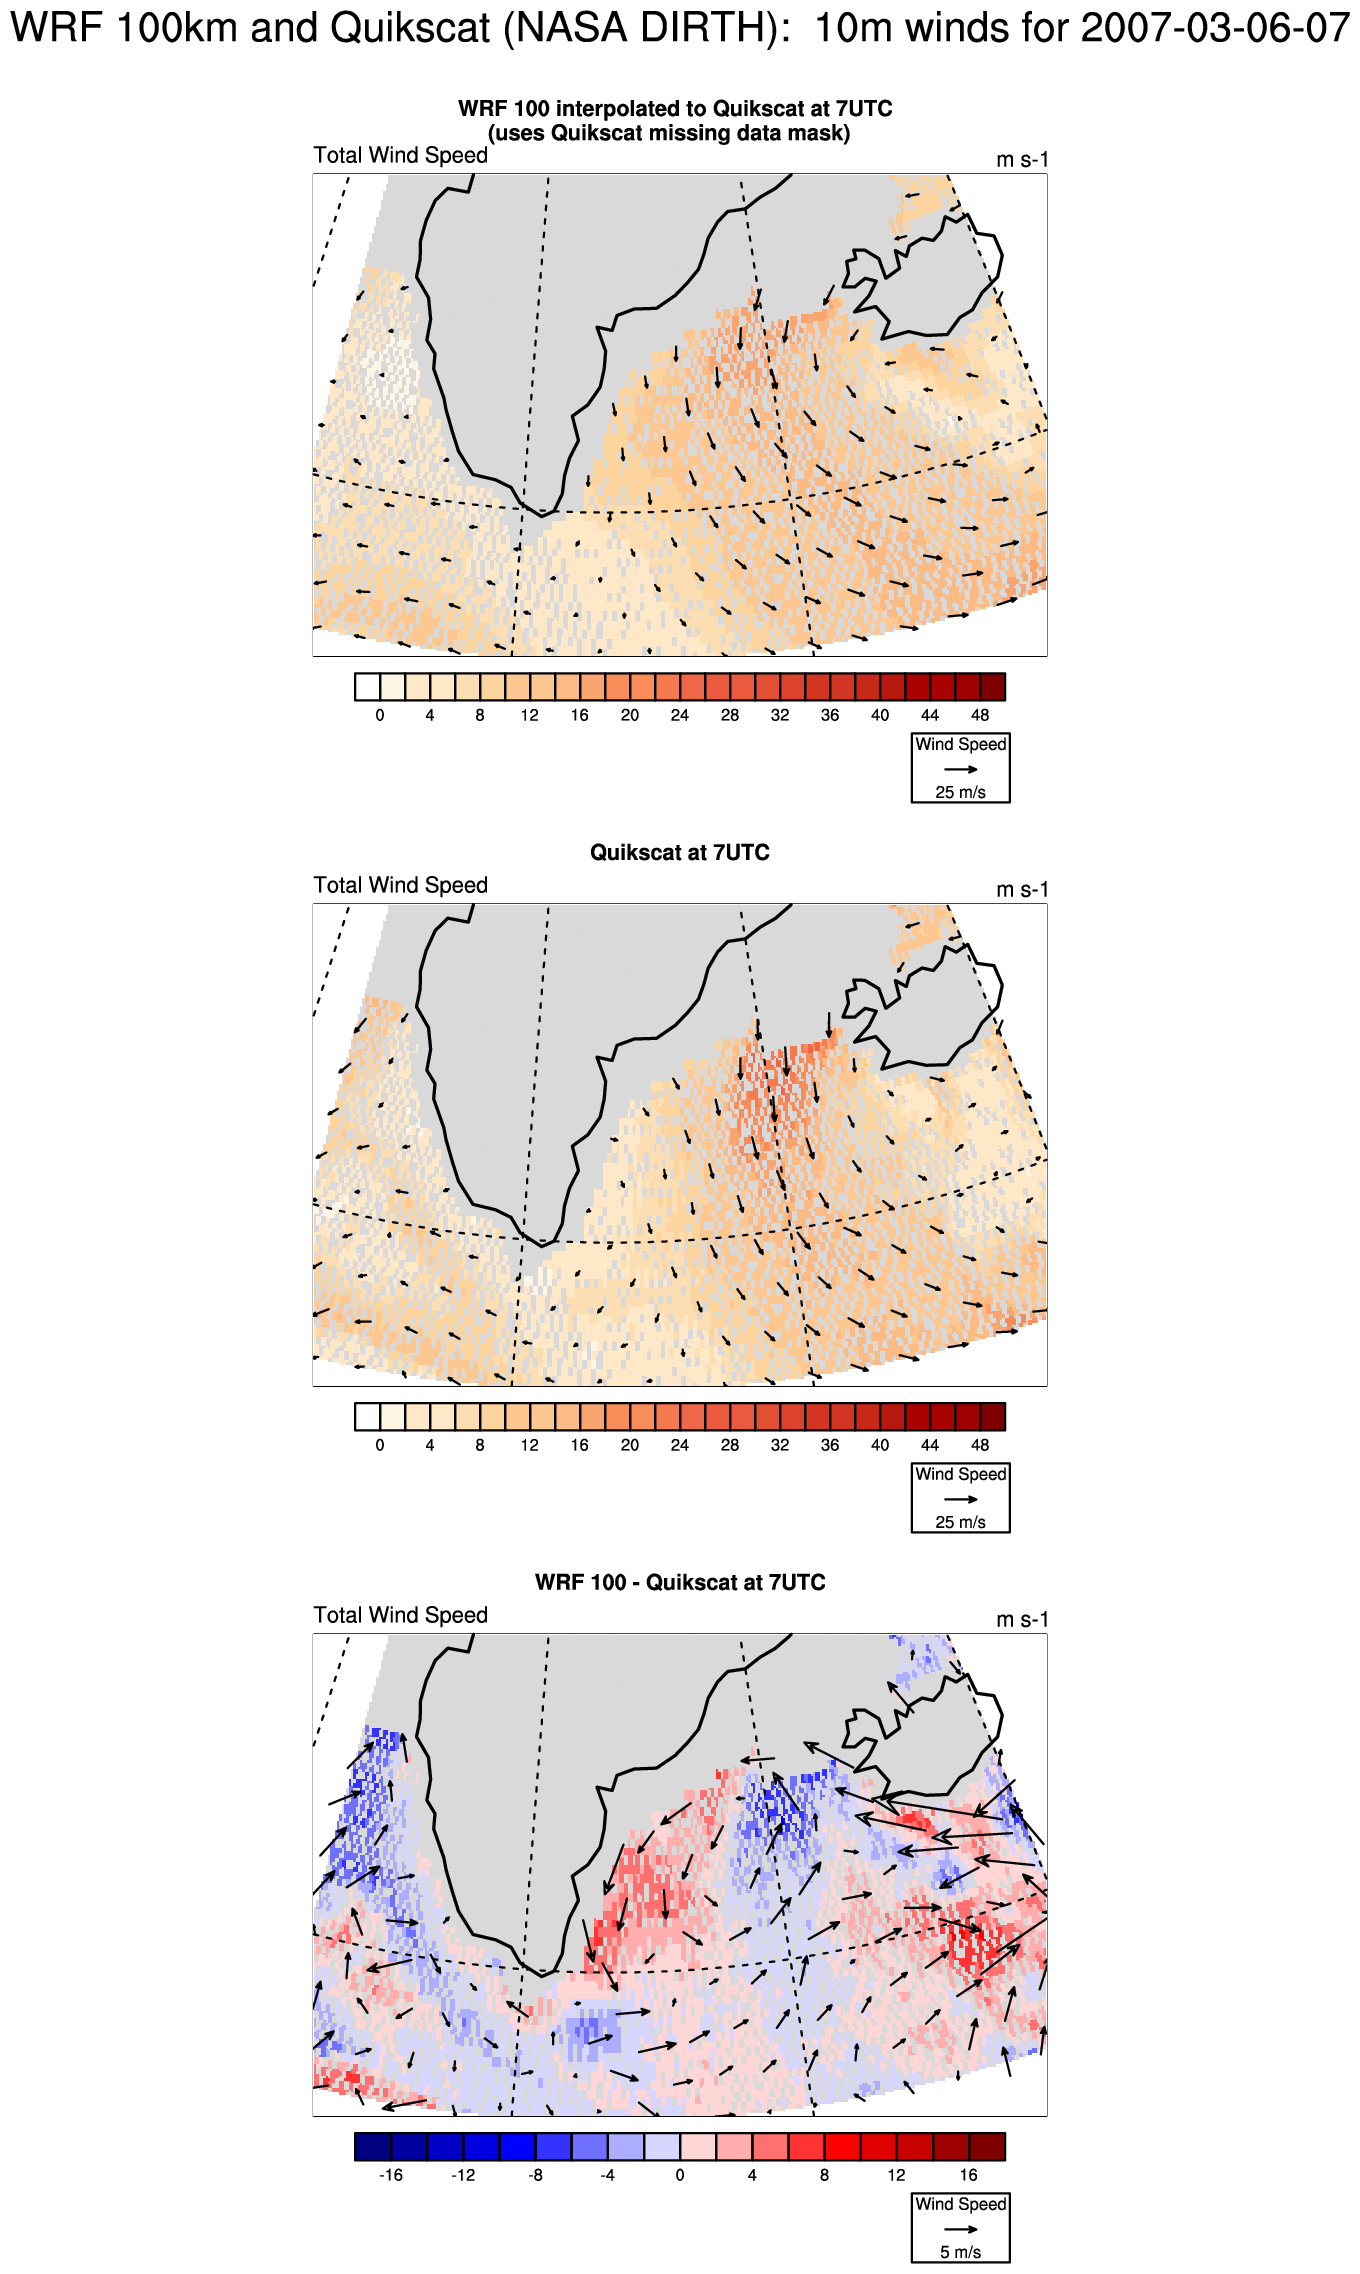 WRF 100km and Quikscat (NASA DIRTH):  10m winds for 2007-03-06-07
WRF 100 interpolated to Quikscat at 7UTC
(uses Quikscat missing data mask)
Total Wind Speed m s-1
0 4 8 12 16 20 24 28 32 36 40 44 48
Wind Speed
25 m/s
Quikscat at 7UTC
Total Wind Speed m s-1
0 4 8 12 16 20 24 28 32 36 40 44 48
Wind Speed
25 m/s
WRF 100 - Quikscat at 7UTC
Total Wind Speed m s-1
-16 -12 -8 -4 0 4 8 12 16
Wind Speed
5 m/s